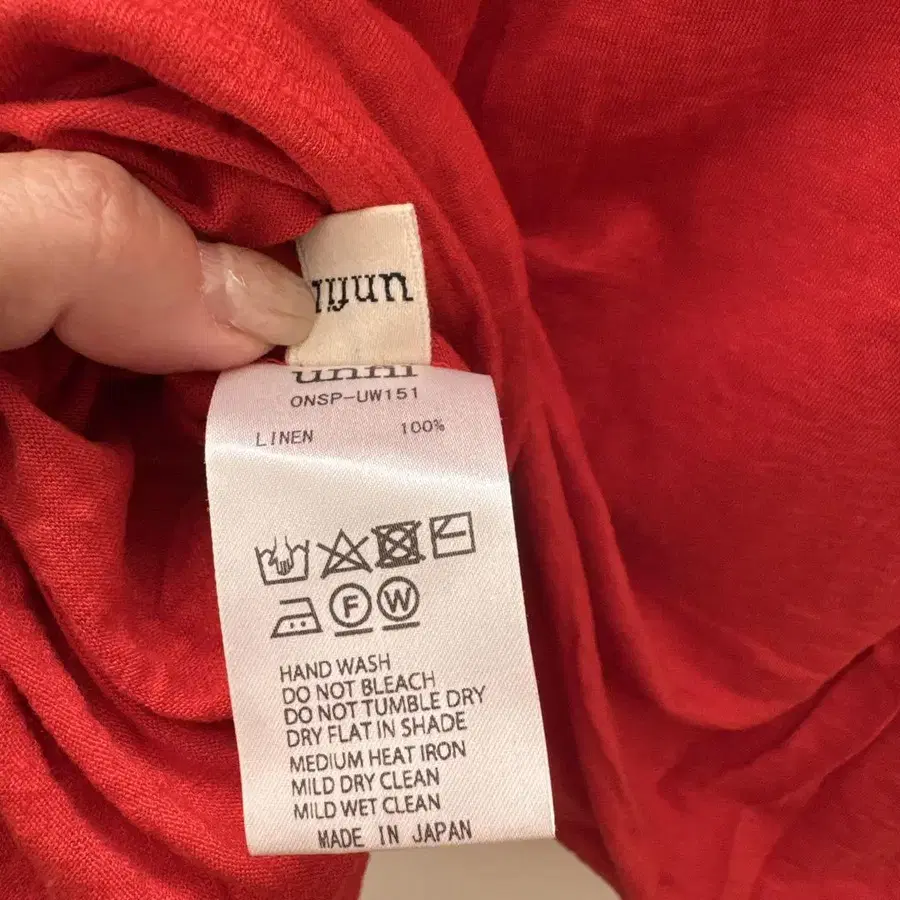 unfil
unfil
ONSP-UW151
LINEN 100%
F W
HAND WASH
DO NOT BLEACH
DO NOT TUMBLE DRY
DRY FLAT IN SHADE
MEDIUM HEAT IRON
MILD DRY CLEAN
MILD WET CLEAN
MADE IN JAPAN